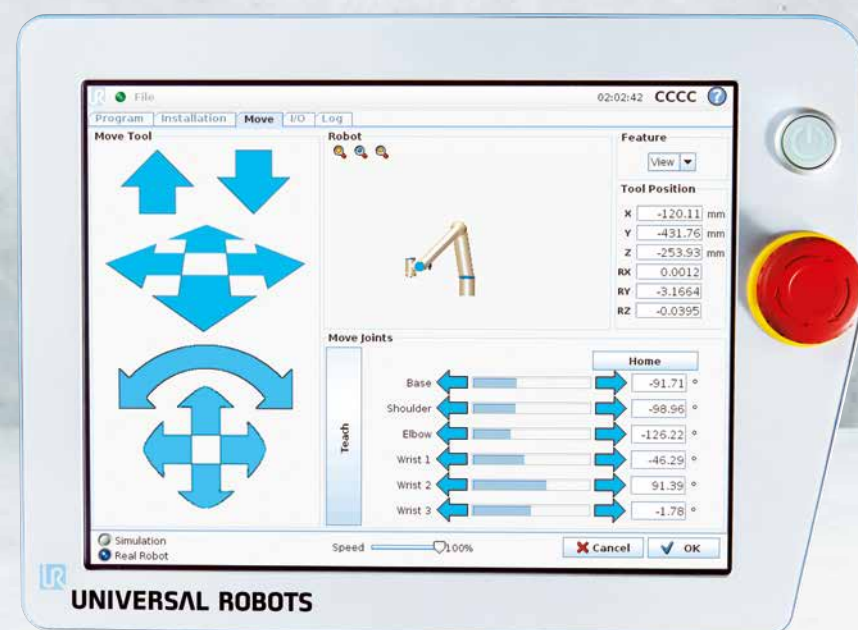 File
02:02:42 CCCC ?
Program Installation Move I/O Log
Move Tool
Robot
Feature
View
Tool Position
X -120.11 mm
Y -431.76 mm
Z -253.93 mm
RX 0.0012
RY -3.1664
RZ -0.0395
Move Joints
Teach
Home
Base -91.71 °
Shoulder -98.96 °
Elbow -126.22 °
Wrist 1 -46.29 °
Wrist 2 91.39 °
Wrist 3 -1.78 °
Simulation
Real Robot
Speed 100%
Cancel OK
UR
UNIVERSAL ROBOTS